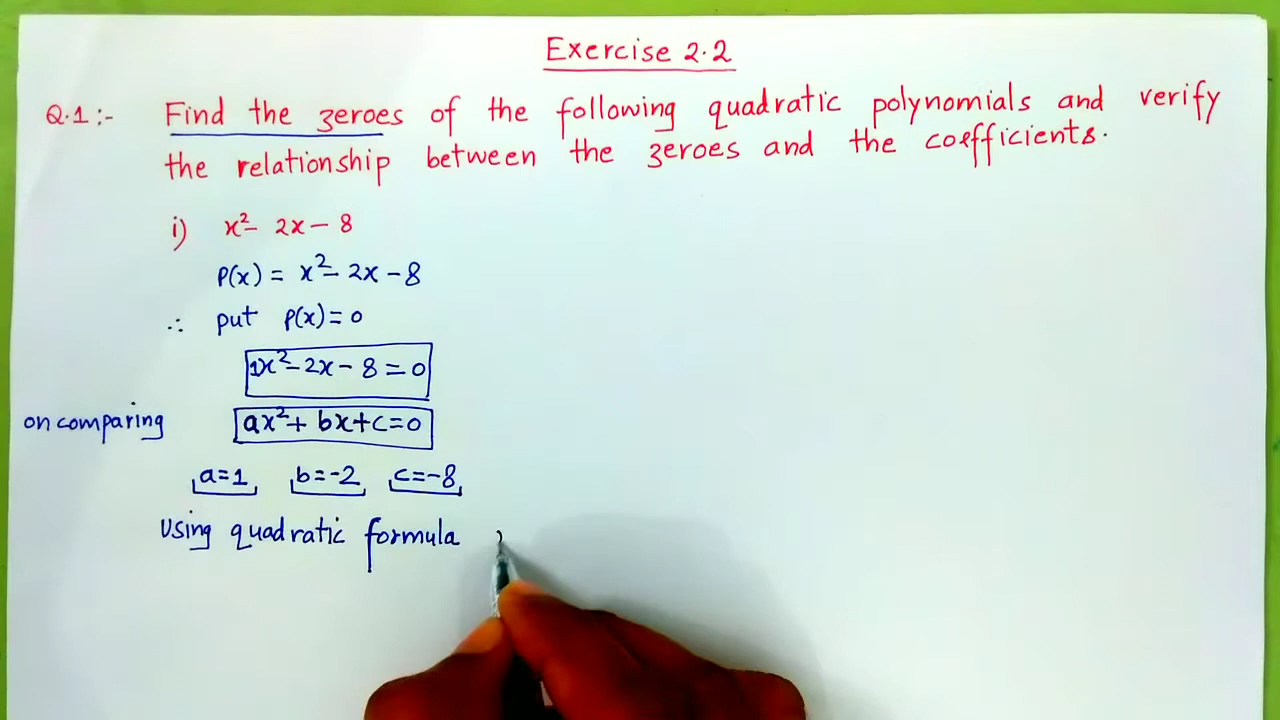 Exercise 2.2
Q.1:- Find the zeroes of the following quadratic polynomials and verify
the relationship between the zeroes and the coefficients.
i) x² - 2x - 8
P(x) = x² - 2x - 8
∴ put P(x) = 0
1x² - 2x - 8 = 0
on comparing ax² + bx + c = 0
a=1 b=-2 c=-8
Using quadratic formula